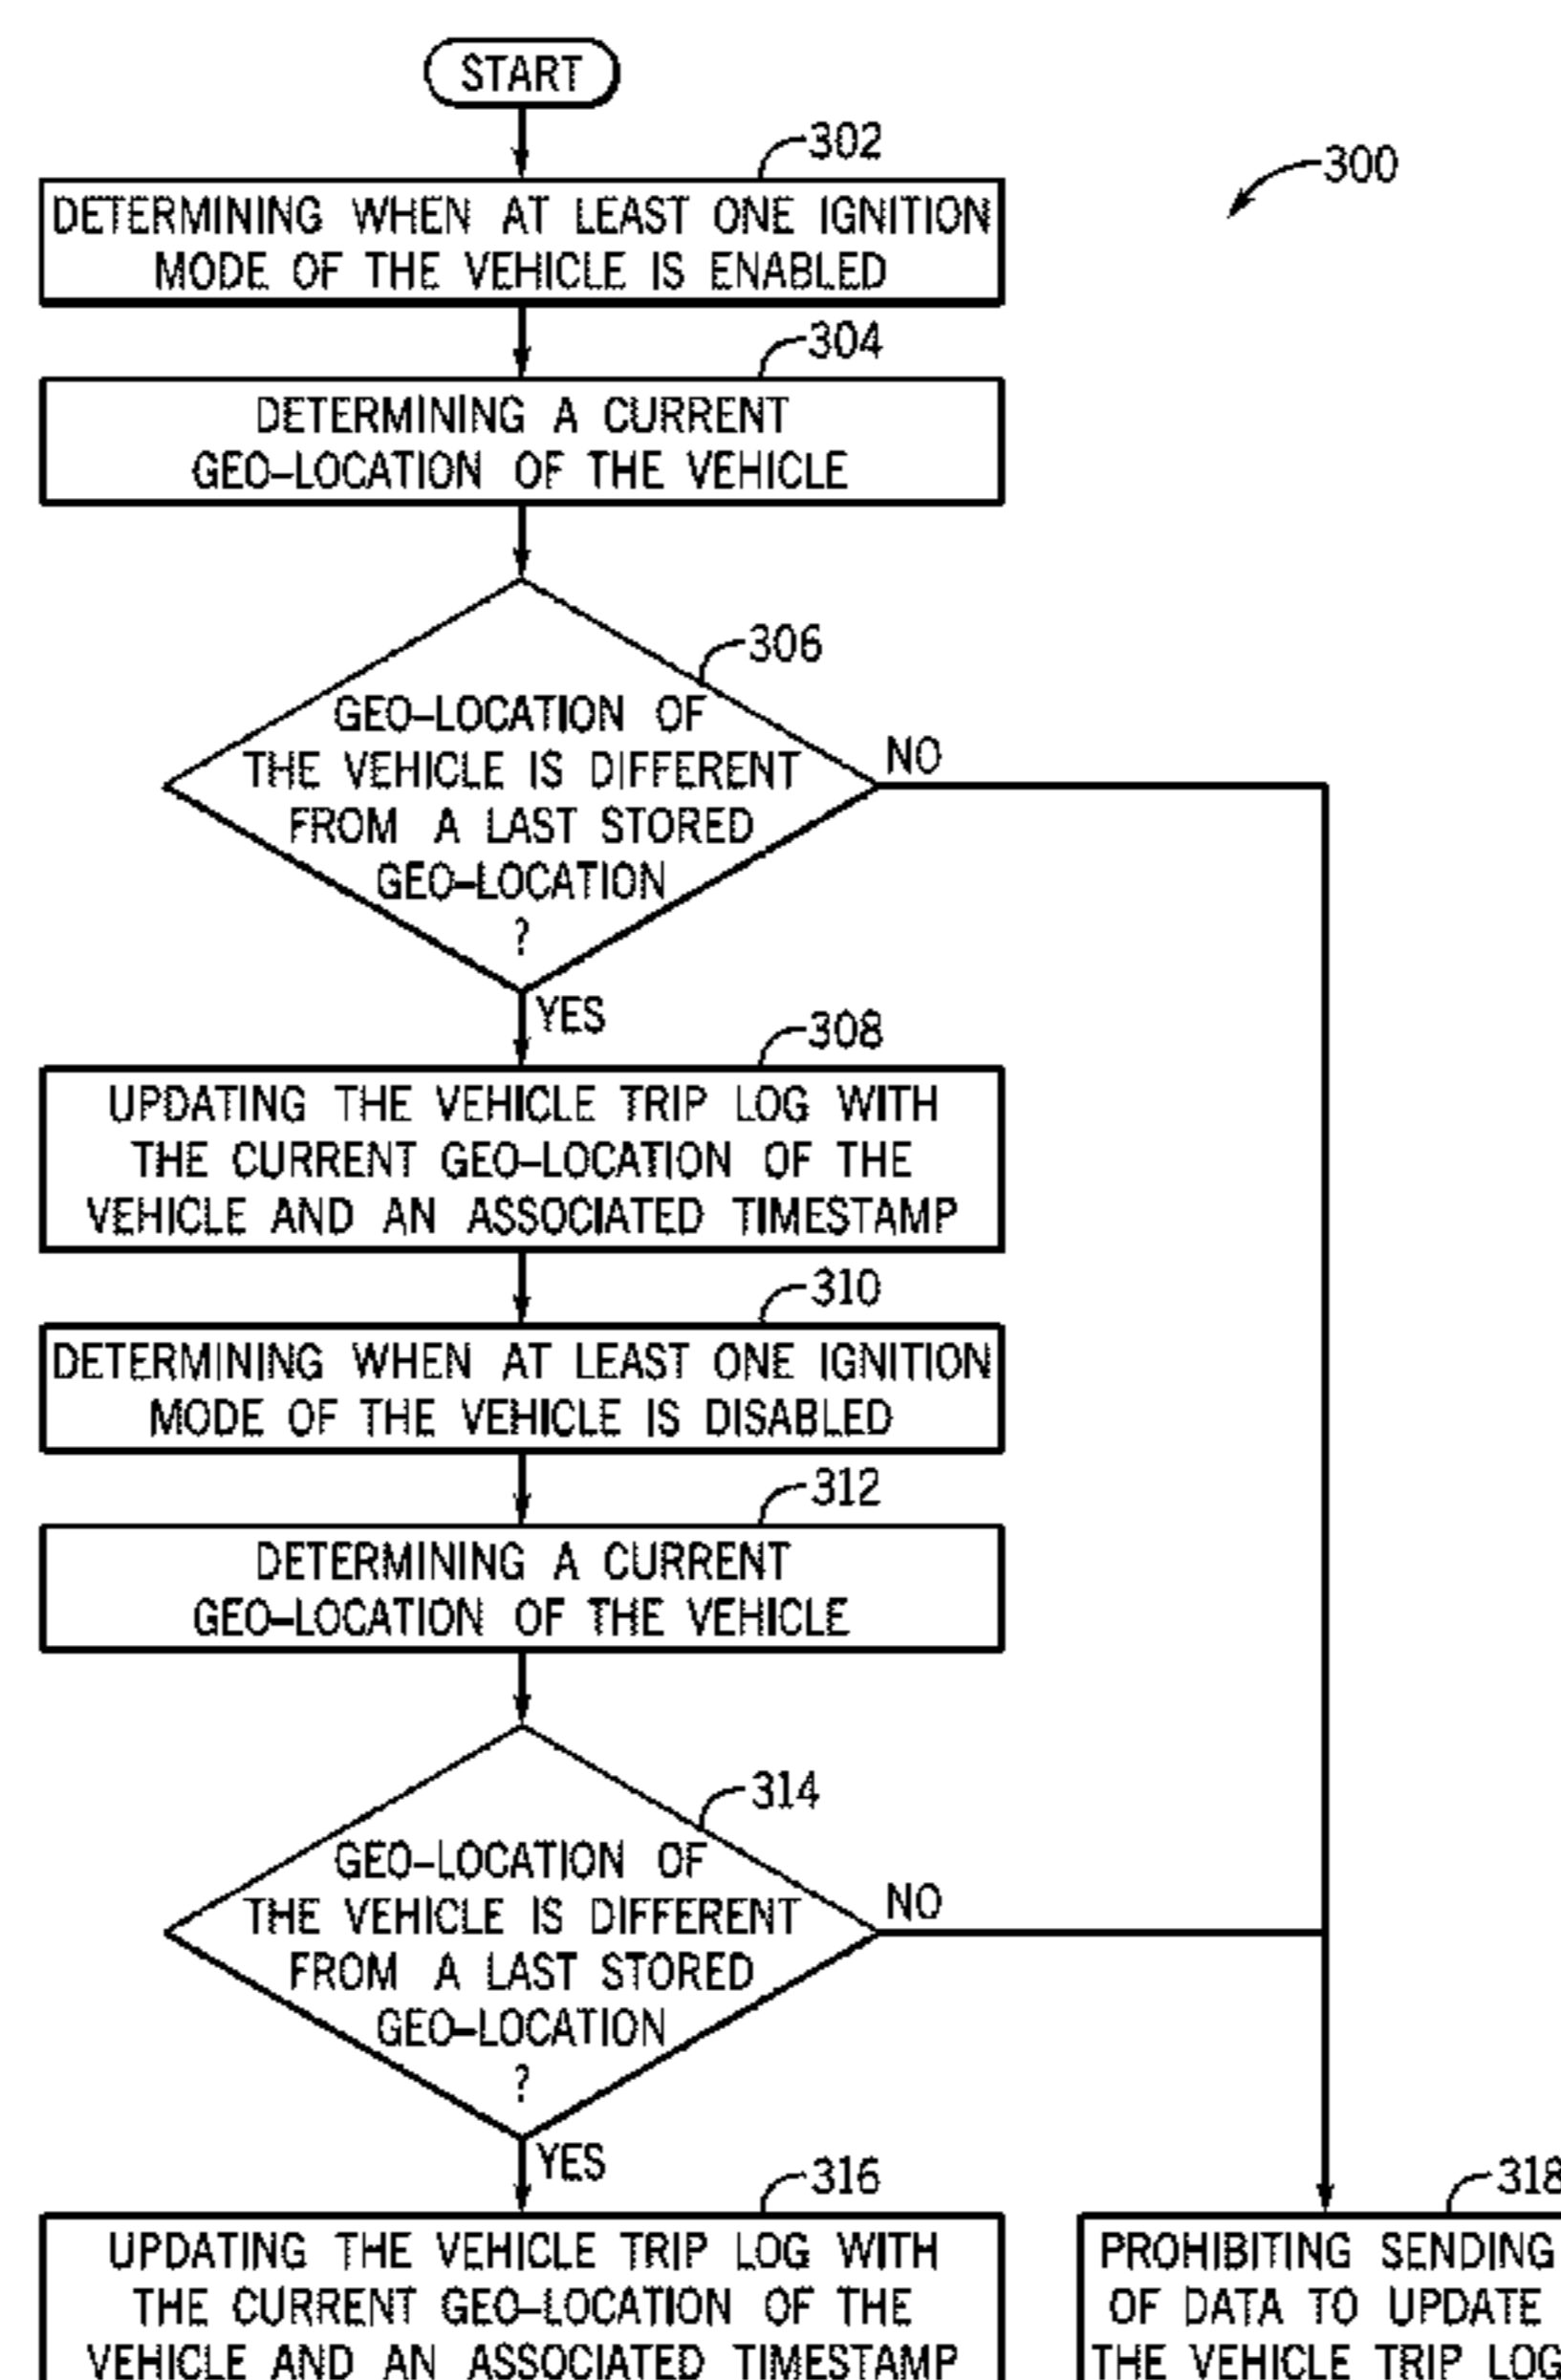 START
302
300
DETERMINING WHEN AT LEAST ONE IGNITION
MODE OF THE VEHICLE IS ENABLED
304
DETERMINING A CURRENT
GEO-LOCATION OF THE VEHICLE
306
GEO-LOCATION OF
THE VEHICLE IS DIFFERENT
FROM A LAST STORED
GEO-LOCATION
?
NO
YES
308
UPDATING THE VEHICLE TRIP LOG WITH
THE CURRENT GEO-LOCATION OF THE
VEHICLE AND AN ASSOCIATED TIMESTAMP
310
DETERMINING WHEN AT LEAST ONE IGNITION
MODE OF THE VEHICLE IS DISABLED
312
DETERMINING A CURRENT
GEO-LOCATION OF THE VEHICLE
314
GEO-LOCATION OF
THE VEHICLE IS DIFFERENT
FROM A LAST STORED
GEO-LOCATION
?
NO
YES
316
UPDATING THE VEHICLE TRIP LOG WITH
THE CURRENT GEO-LOCATION OF THE
VEHICLE AND AN ASSOCIATED TIMESTAMP
318
PROHIBITING SENDING
OF DATA TO UPDATE
THE VEHICLE TRIP LOG